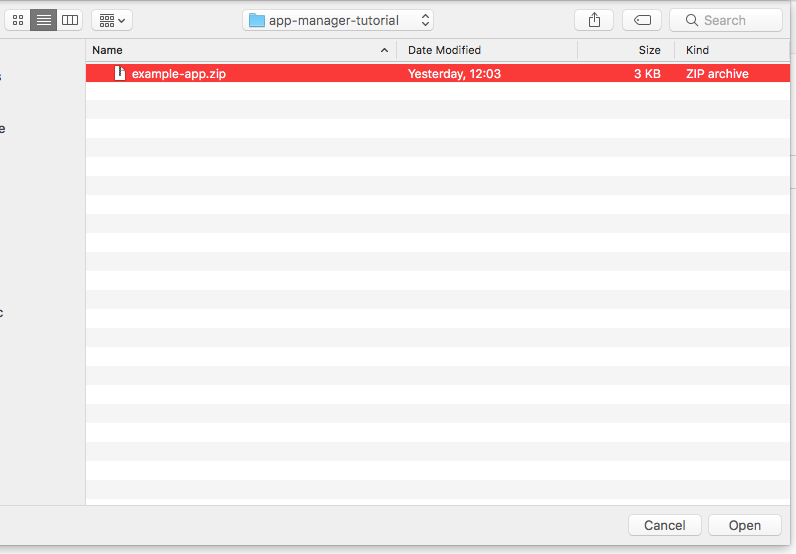 app-manager-tutorial Search
Name Date Modified Size Kind
example-app.zip Yesterday, 12:03 3 KB ZIP archive
s
e
c
Cancel Open